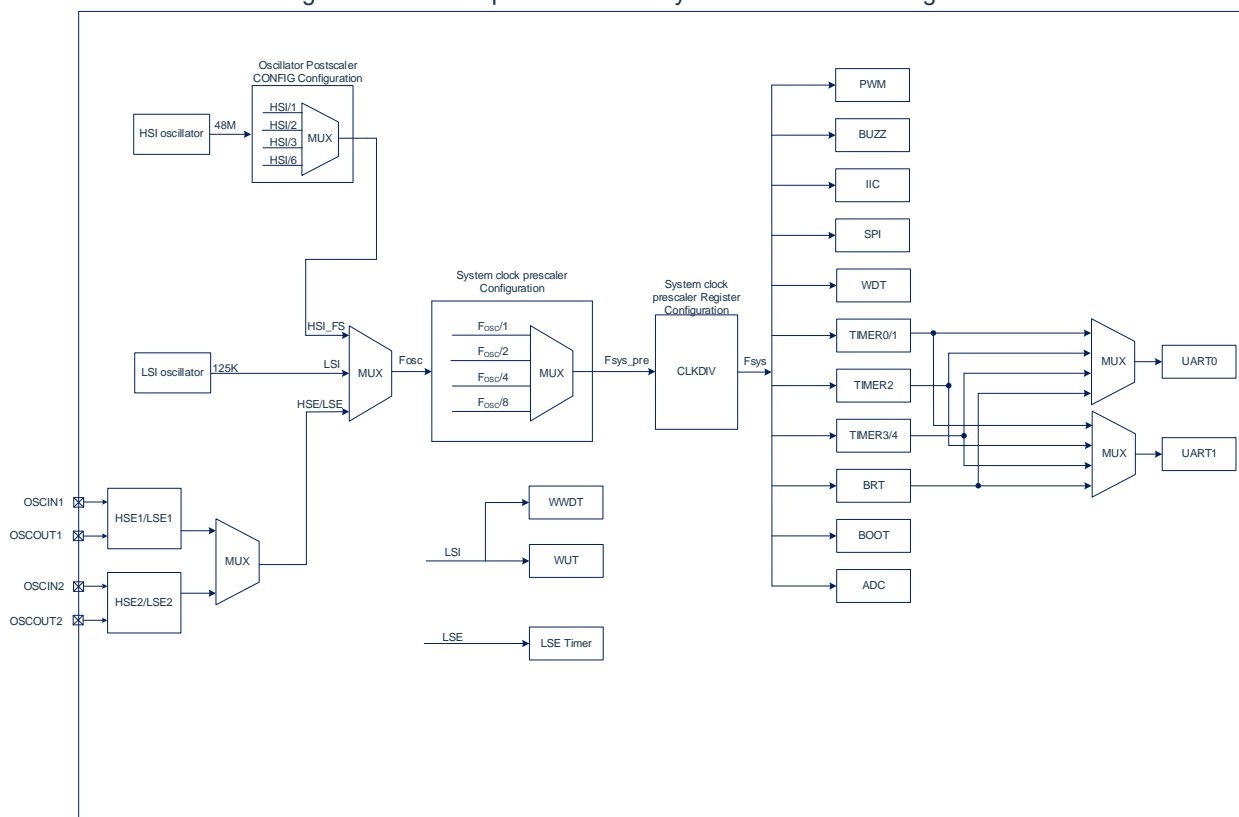 Oscillator Postscaler
CONFIG Configuration
HSI oscillator
48M
HSI/1
HSI/2
HSI/3
HSI/6
MUX
HSI_FS
LSI oscillator
125K
LSI
HSE/LSE
MUX
Fosc
System clock prescaler
Configuration
FOSC/1
FOSC/2
FOSC/4
FOSC/8
MUX
Fsys_pre
System clock
prescaler Register
Configuration
CLKDIV
Fsys
PWM
BUZZ
IIC
SPI
WDT
TIMER0/1
TIMER2
TIMER3/4
BRT
BOOT
ADC
MUX
UART0
MUX
UART1
OSCIN1
OSCOUT1
HSE1/LSE1
OSCIN2
OSCOUT2
HSE2/LSE2
MUX
LSI
WWDT
WUT
LSE
LSE Timer